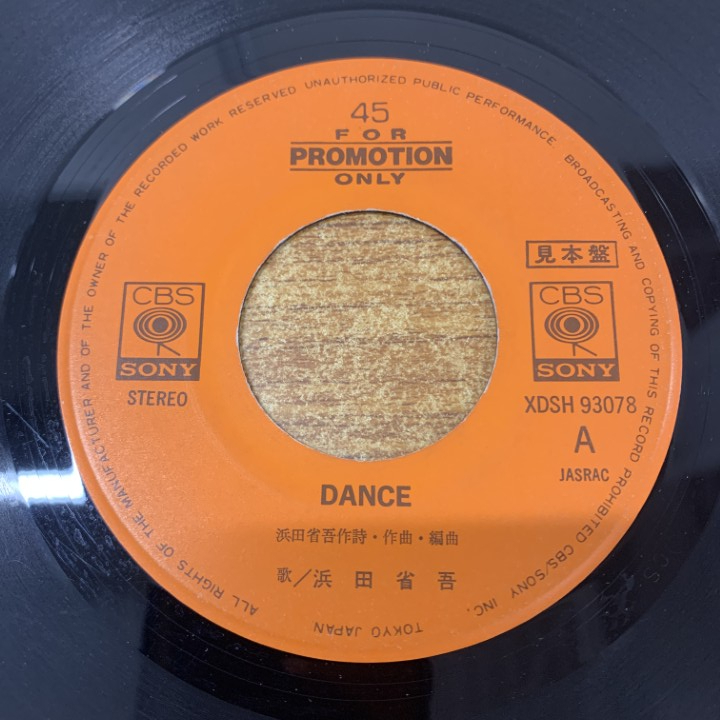 ALL RIGHTS OF THE MANUFACTURER AND OF THE OWNER OF THE RECORDED WORK RESERVED UNAUTHORIZED PUBLIC PERFORMANCE. BROADCASTING AND COPYING OF THIS RECORD PROHIBITED CBS/SONY INC.
TOKYO JAPAN
45
FOR
PROMOTION
ONLY
見本盤
CBS
SONY
STEREO
CBS
SONY
XDSH 93078
A
JASRAC
DANCE
浜田省吾作詩・作曲・編曲
歌／浜田省吾